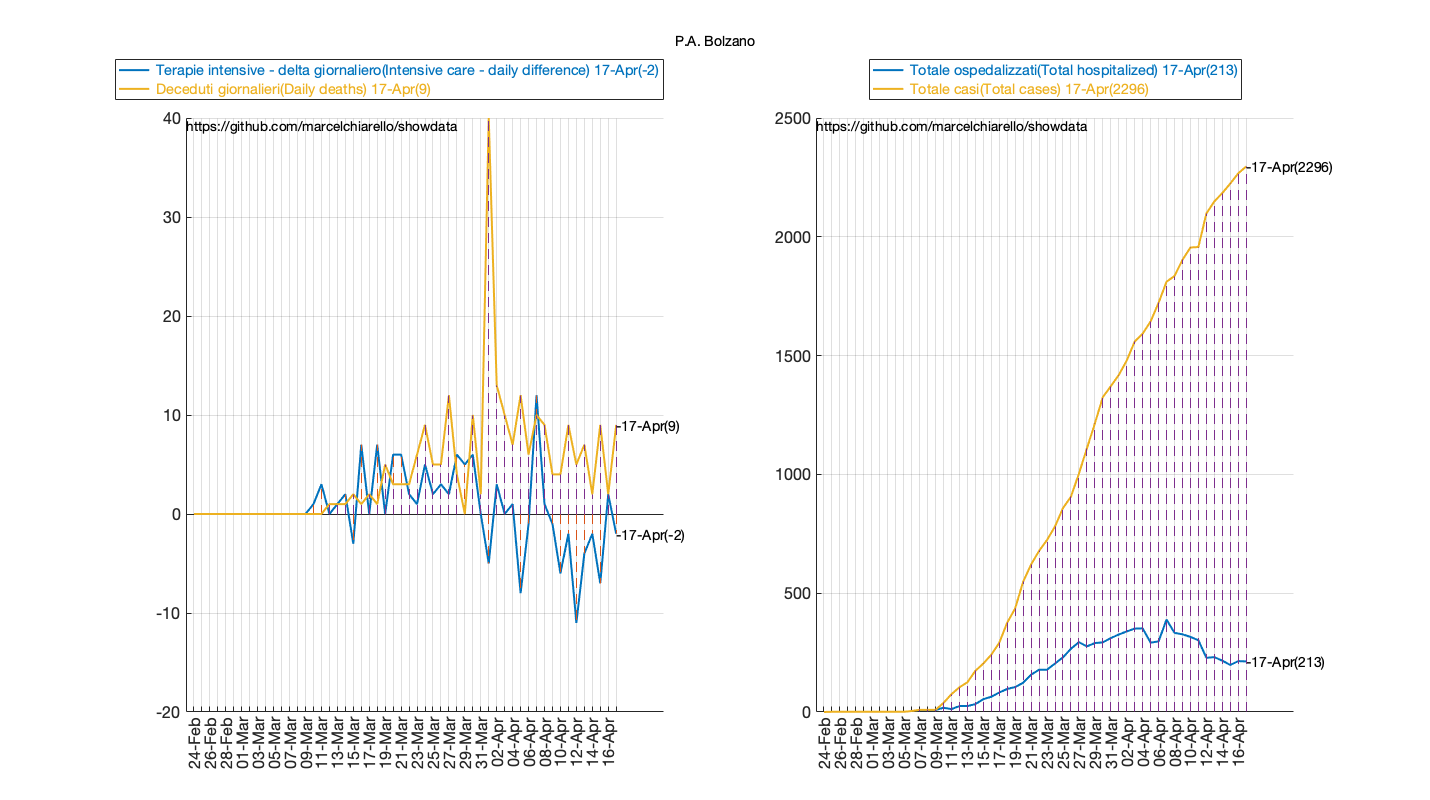 P.A. Bolzano
Terapie intensive - delta giornaliero(Intensive care - daily difference) 17-Apr(-2)
Deceduti giornalieri(Daily deaths) 17-Apr(9)
https://github.com/marcelchiarello/showdata
40
30
20
10
0
-10
-20
-17-Apr(9)
-17-Apr(-2)
24-Feb
26-Feb
28-Feb
01-Mar
03-Mar
05-Mar
07-Mar
09-Mar
11-Mar
13-Mar
15-Mar
17-Mar
19-Mar
21-Mar
23-Mar
25-Mar
27-Mar
29-Mar
31-Mar
02-Apr
04-Apr
06-Apr
08-Apr
10-Apr
12-Apr
14-Apr
16-Apr
Totale ospedalizzati(Total hospitalized) 17-Apr(213)
Totale casi(Total cases) 17-Apr(2296)
https://github.com/marcelchiarello/showdata
2500
2000
1500
1000
500
0
-17-Apr(2296)
-17-Apr(213)
24-Feb
26-Feb
28-Feb
01-Mar
03-Mar
05-Mar
07-Mar
09-Mar
11-Mar
13-Mar
15-Mar
17-Mar
19-Mar
21-Mar
23-Mar
25-Mar
27-Mar
29-Mar
31-Mar
02-Apr
04-Apr
06-Apr
08-Apr
10-Apr
12-Apr
14-Apr
16-Apr